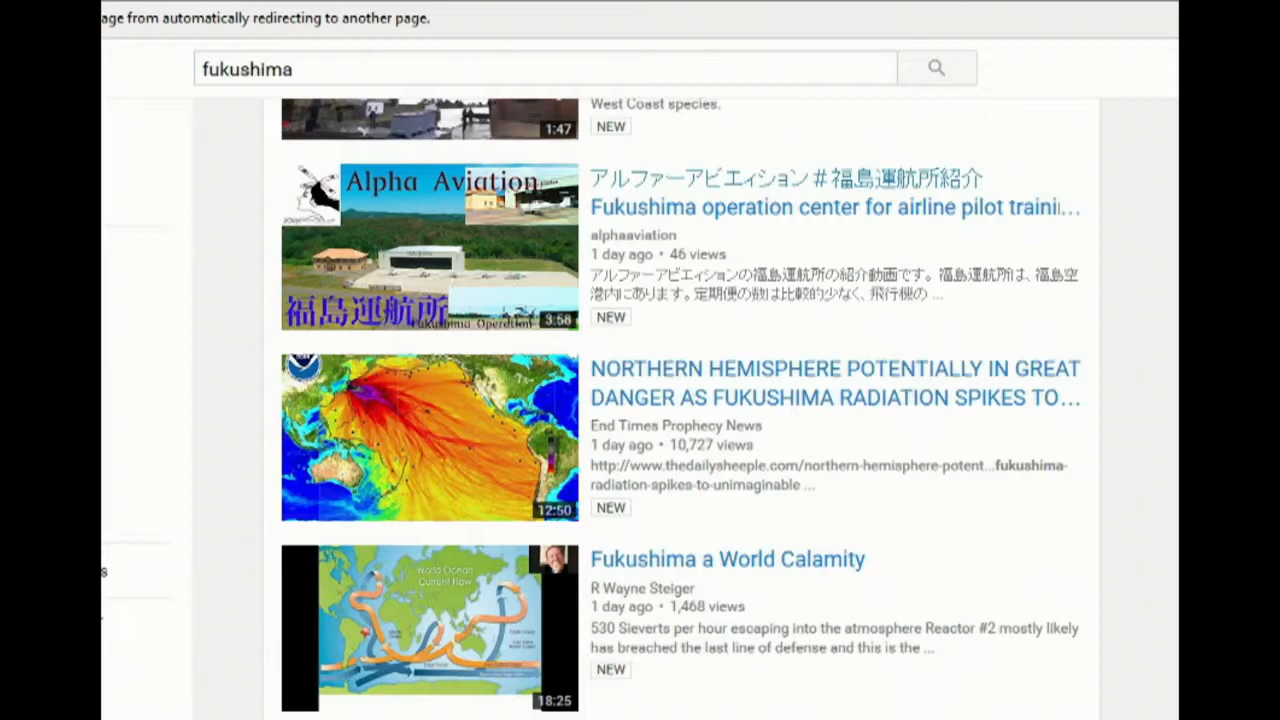 age from automatically redirecting to another page.
fukushima
West Coast species.
1:47
NEW
Alpha Aviation
福島運航所
Fukushima Operation
3:58
アルファーアビエィション＃福島運航所紹介
Fukushima operation center for airline pilot traini...
alphaaviation
1 day ago • 46 views
アルファーアビエィションの福島運航所の紹介動画です。 福島運航所は、福島空
港内にあります。定期便の数は比較的少なく、飛行機の ...
NEW
12:50
NORTHERN HEMISPHERE POTENTIALLY IN GREAT
DANGER AS FUKUSHIMA RADIATION SPIKES TO...
End Times Prophecy News
1 day ago • 10,727 views
http://www.thedailysheeple.com/northern-hemisphere-potent...fukushima-
radiation-spikes-to-unimaginable ...
NEW
World Ocean
Current Flow
18:25
Fukushima a World Calamity
R Wayne Steiger
1 day ago • 1,468 views
530 Sieverts per hour escaping into the atmosphere Reactor #2 mostly likely
has breached the last line of defense and this is the ...
NEW